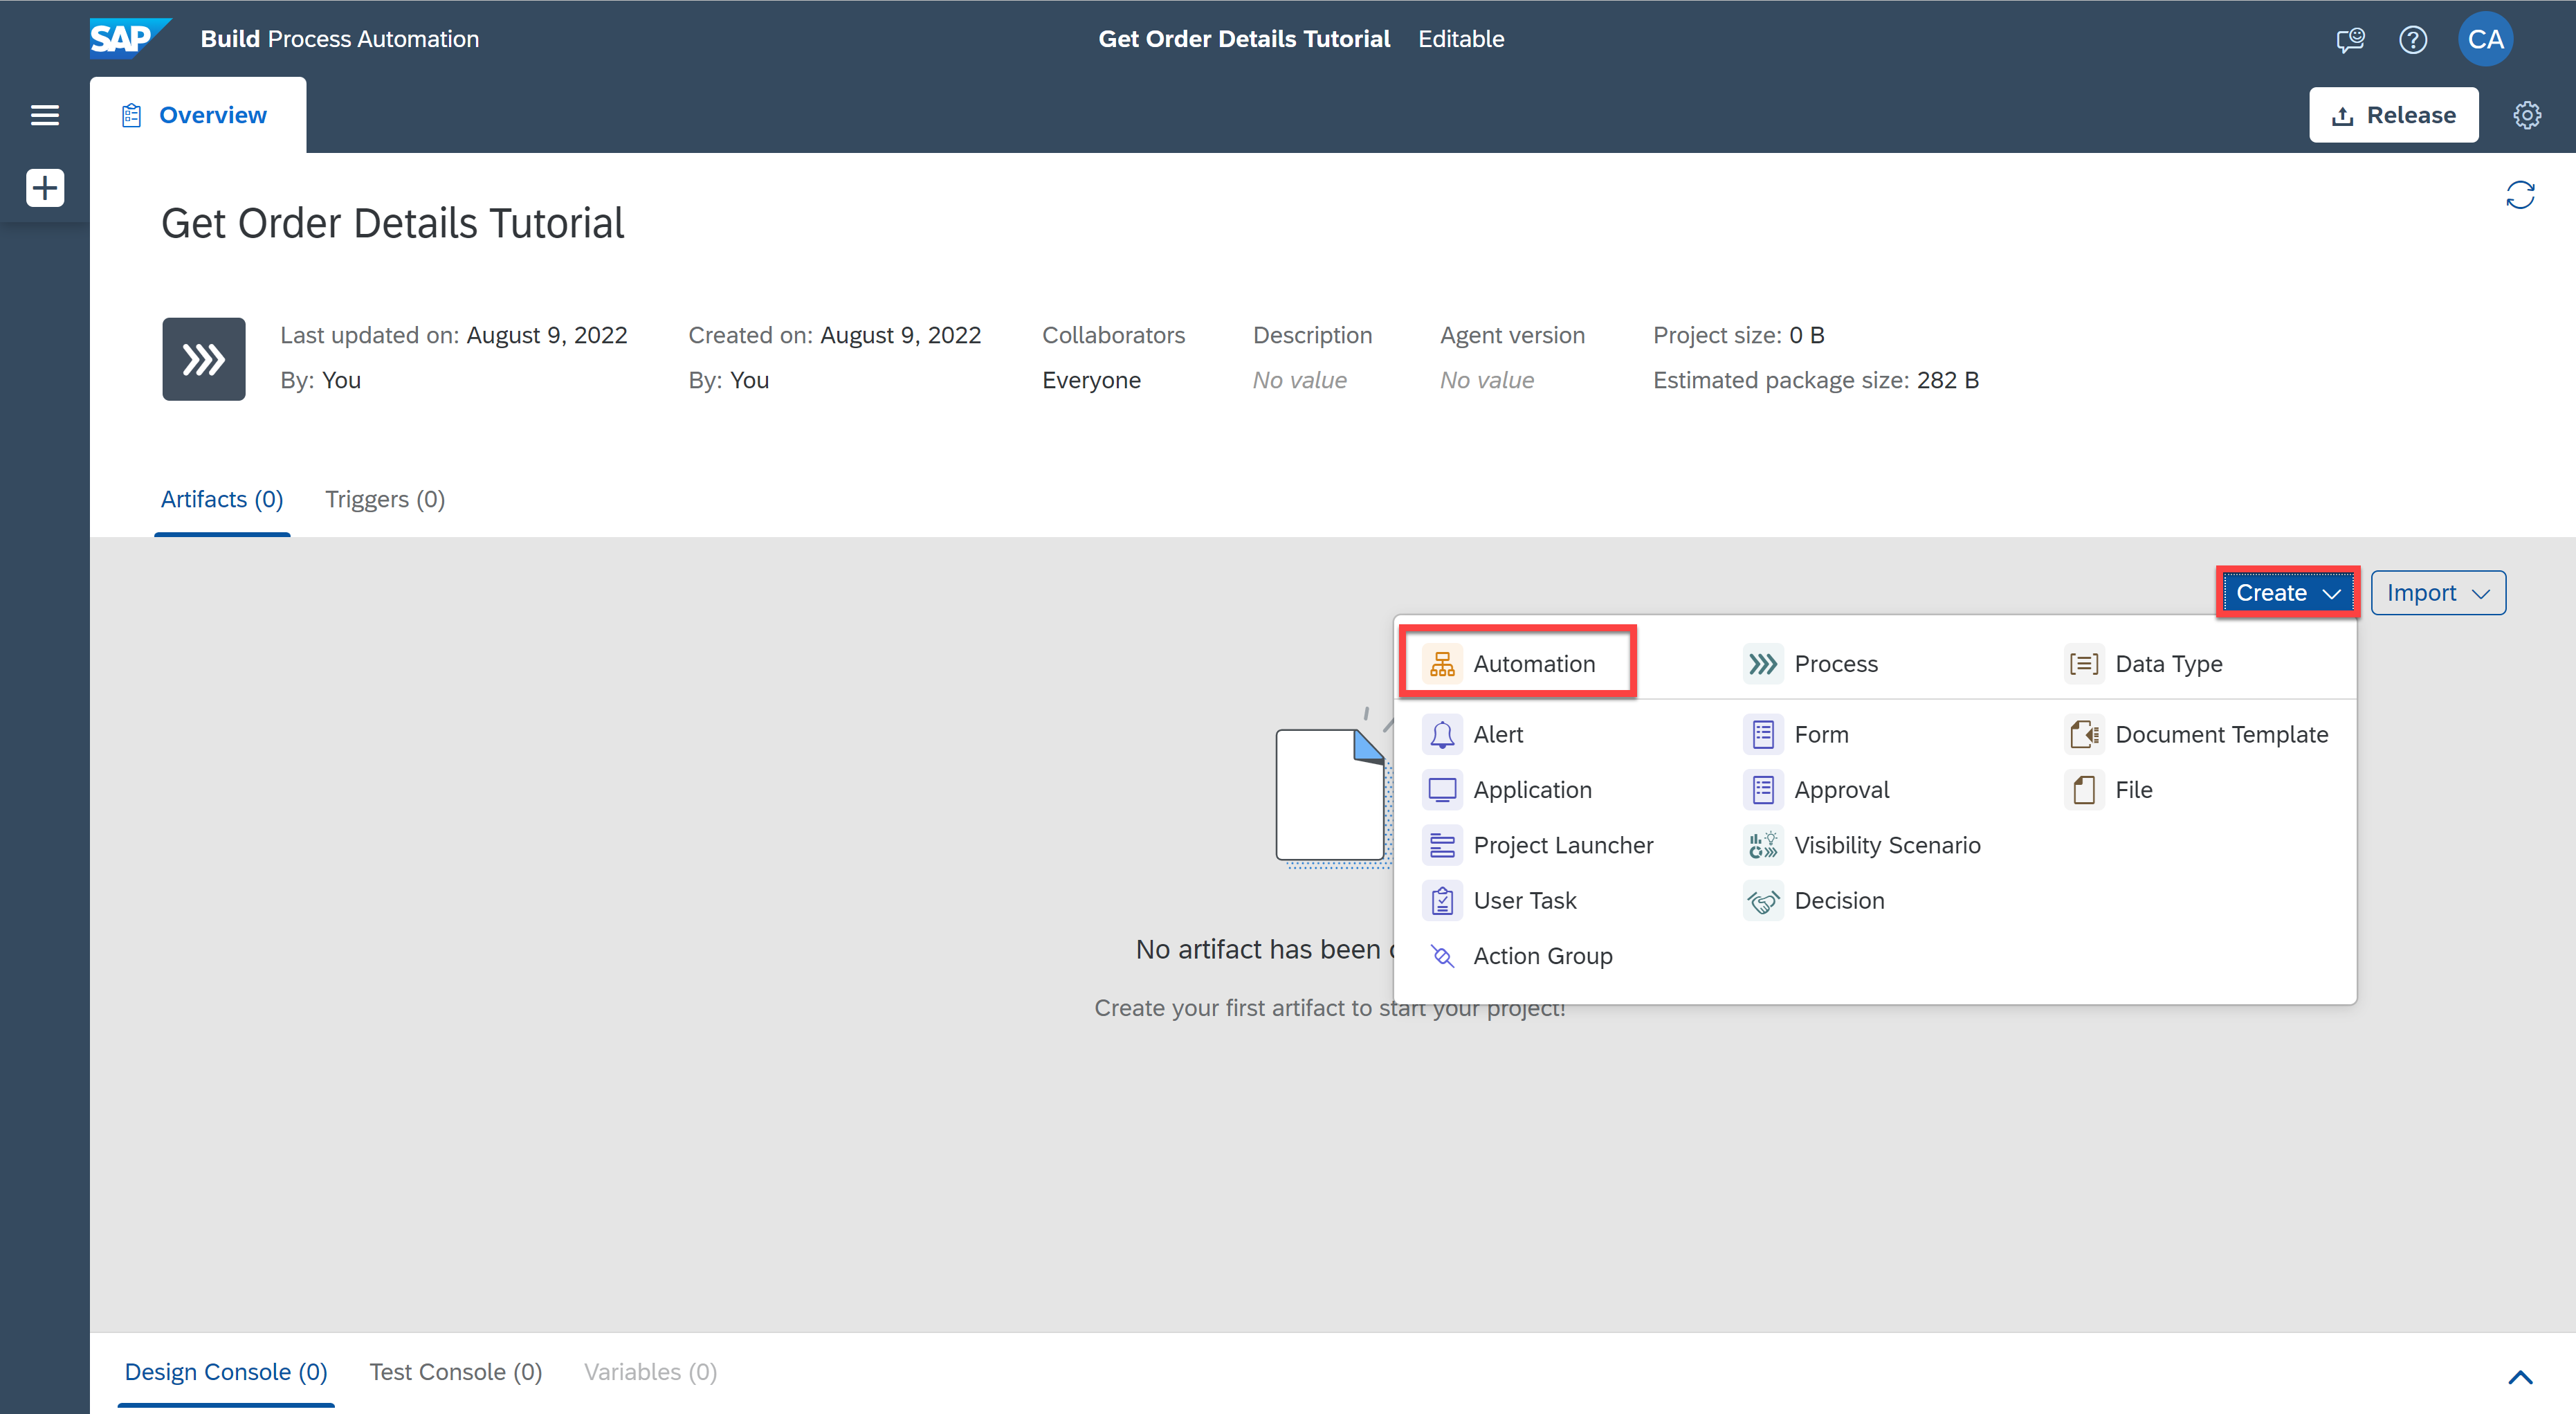 SAP Build Process Automation
Get Order Details Tutorial Editable
CA
Overview
Release
Get Order Details Tutorial
Last updated on: August 9, 2022
By: You
Created on: August 9, 2022
By: You
Collaborators
Everyone
Description
No value
Agent version
No value
Project size: 0 B
Estimated package size: 282 B
Artifacts (0)
Triggers (0)
Create
Import
Automation
Process
Data Type
Alert
Form
Document Template
Application
Approval
File
Project Launcher
Visibility Scenario
User Task
Decision
Action Group
No artifact has been
Create your first artifact to start your project!
Design Console (0)
Test Console (0)
Variables (0)